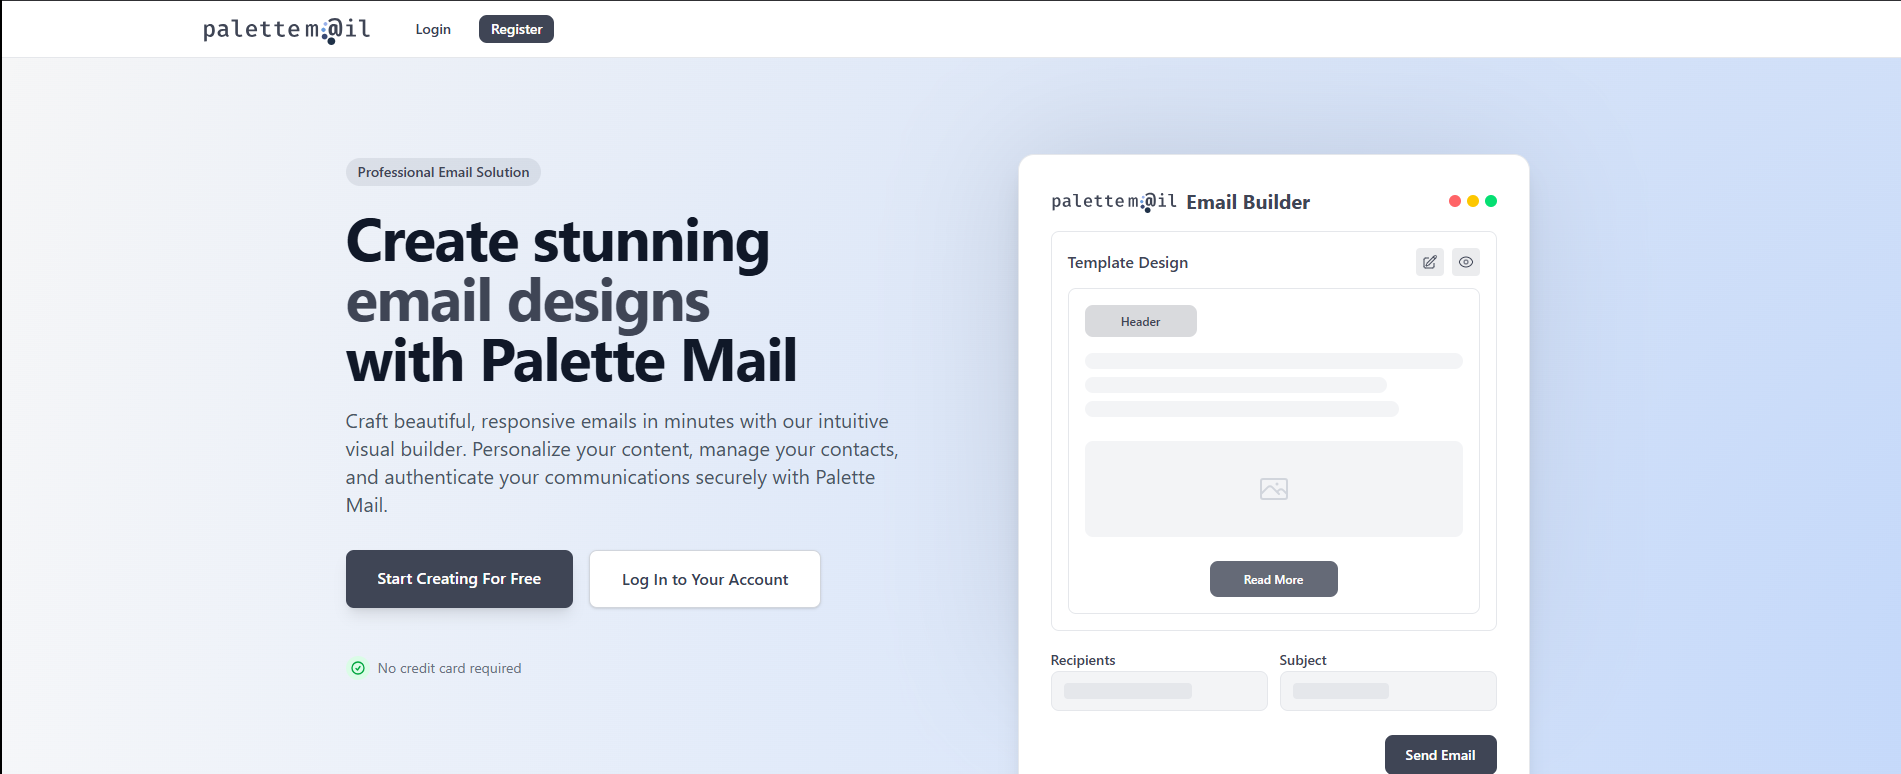 palettem@il
Login
Register
Professional Email Solution
Create stunning
email designs
with Palette Mail
Craft beautiful, responsive emails in minutes with our intuitive
visual builder. Personalize your content, manage your contacts,
and authenticate your communications securely with Palette
Mail.
Start Creating For Free
Log In to Your Account
No credit card required
palettem@il Email Builder
Template Design
Header
Read More
Recipients
Subject
Send Email